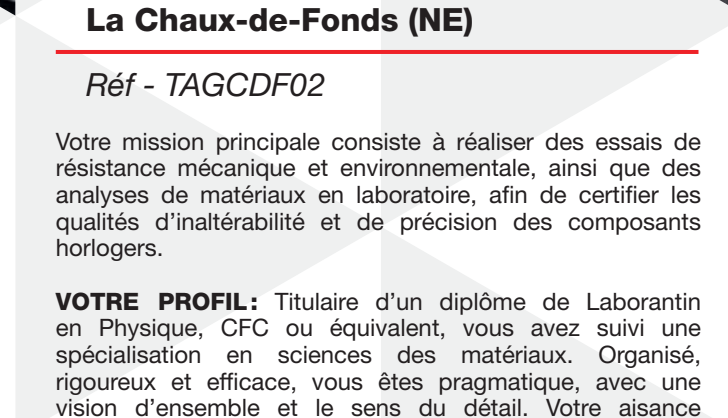 La Chaux-de-Fonds (NE)
Réf - TAGCDF02
Votre mission principale consiste à réaliser des essais de
résistance mécanique et environnementale, ainsi que des
analyses de matériaux en laboratoire, afin de certifier les
qualités d'inaltérabilité et de précision des composants
horlogers.
VOTRE PROFIL: Titulaire d'un diplôme de Laborantin
en Physique, CFC ou équivalent, vous avez suivi une
spécialisation en sciences des matériaux. Organisé,
rigoureux et efficace, vous êtes pragmatique, avec une
vision d'ensemble et le sens du détail. Votre aisance